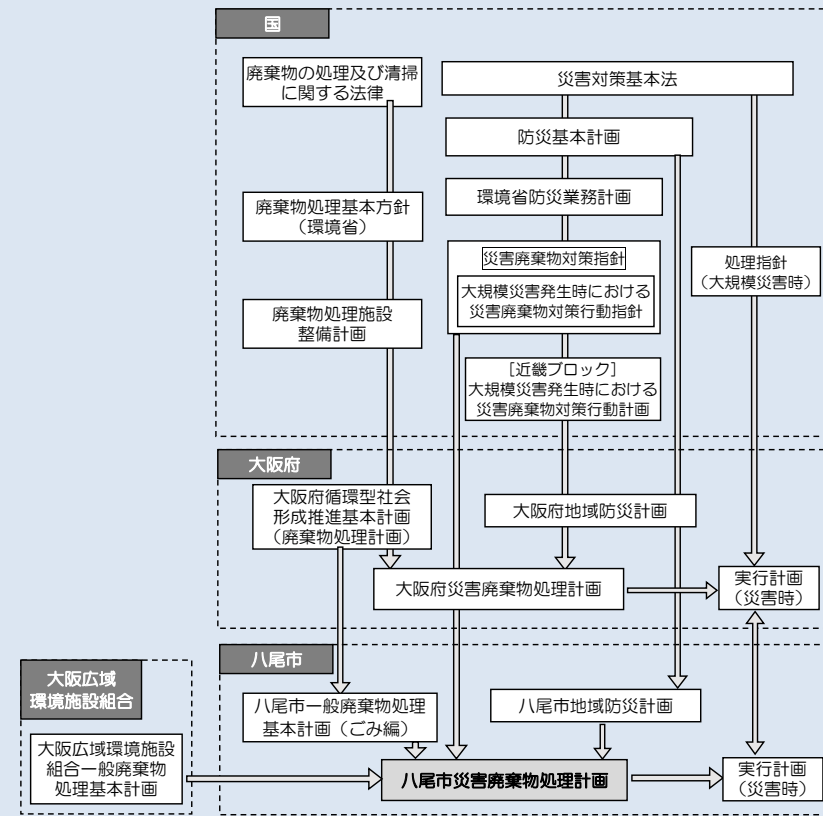 国
廃棄物の処理及び清掃
に関する法律
災害対策基本法
防災基本計画
環境省防災業務計画
廃棄物処理基本方針
（環境省）
災害廃棄物対策指針
大規模災害発生時における
災害廃棄物対策行動指針
処理指針
（大規模災害時）
廃棄物処理施設
整備計画
［近畿ブロック］
大規模災害発生時における
災害廃棄物対策行動計画
大阪府
大阪府循環型社会
形成推進基本計画
（廃棄物処理計画）
大阪府地域防災計画
大阪府災害廃棄物処理計画
実行計画
（災害時）
八尾市
大阪広域
環境施設組合
八尾市一般廃棄物処理
基本計画（ごみ編）
八尾市地域防災計画
大阪広域環境施設
組合一般廃棄物
処理基本計画
八尾市災害廃棄物処理計画
実行計画
（災害時）